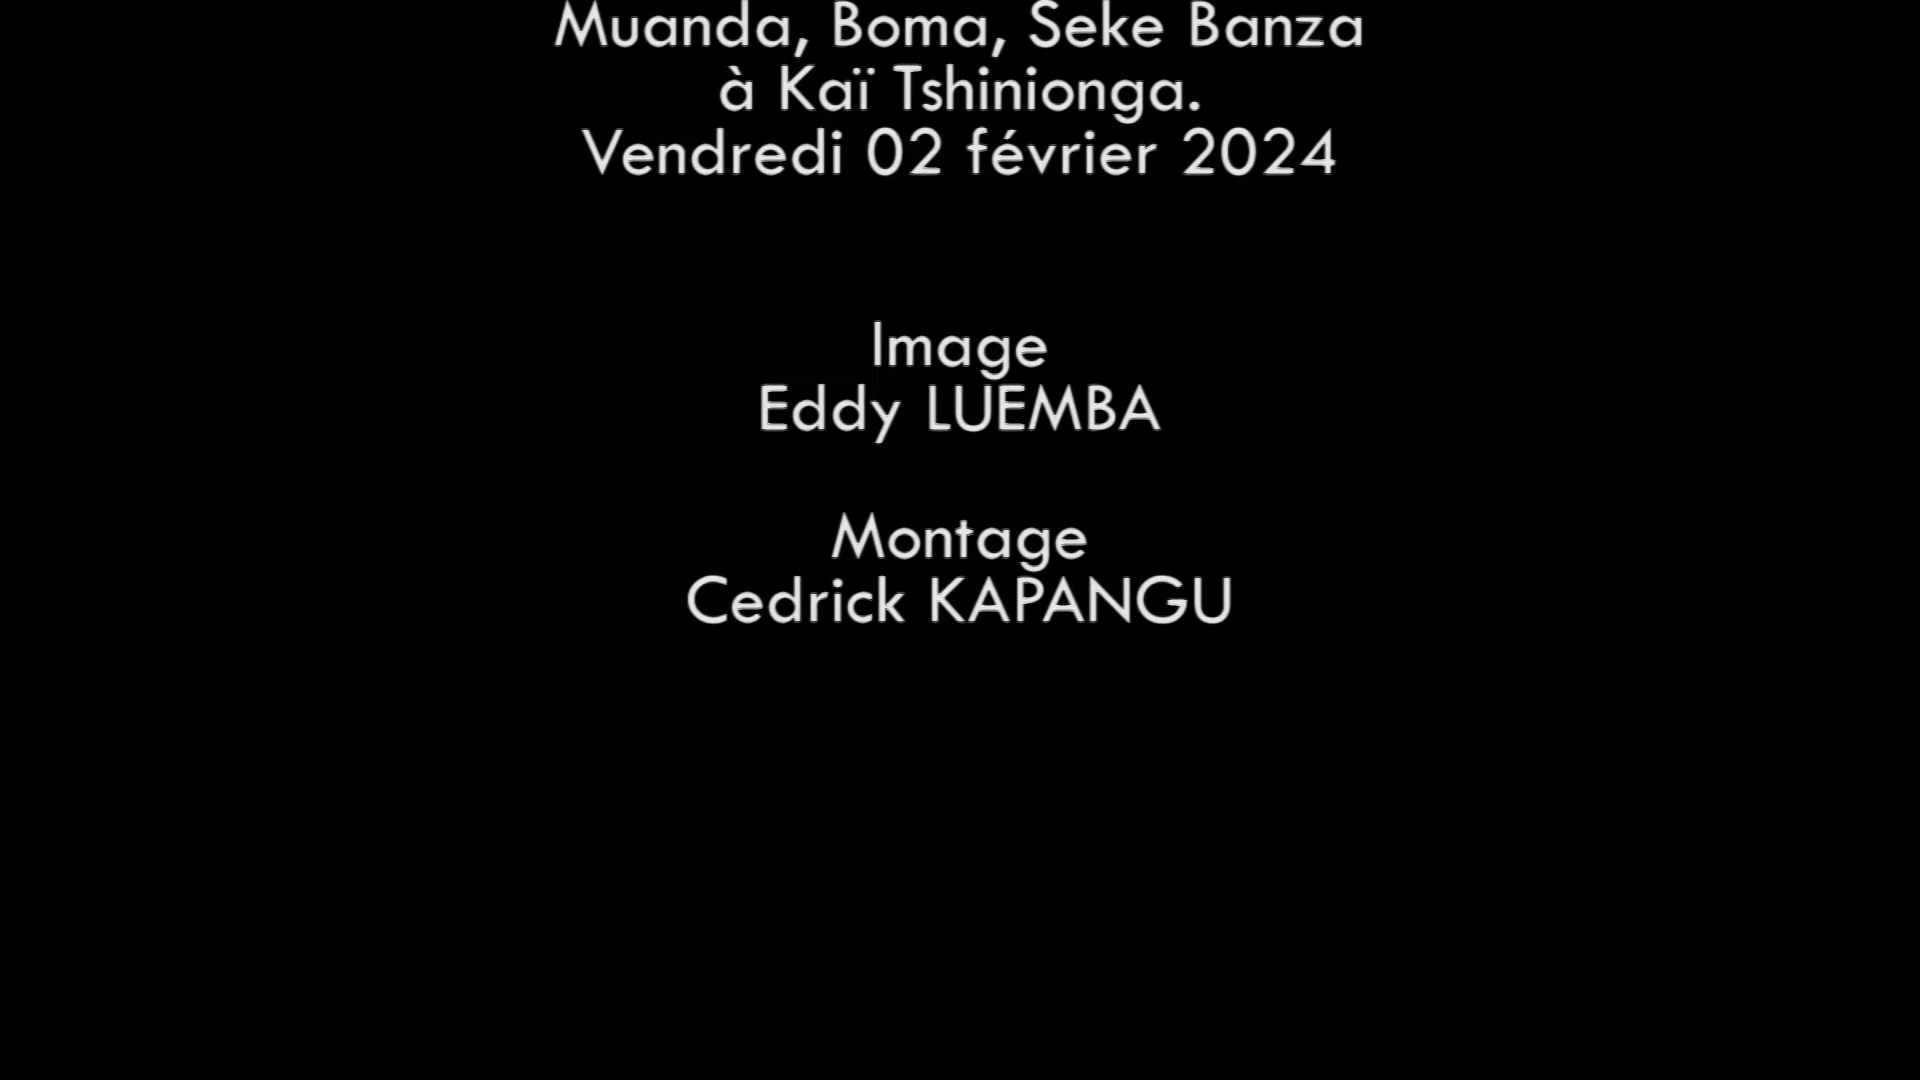 Muanda, Boma, Seke Banza
à Kaï Tshinionga.
Vendredi 02 février 2024
Image
Eddy LUEMBA
Montage
Cedrick KAPANGU